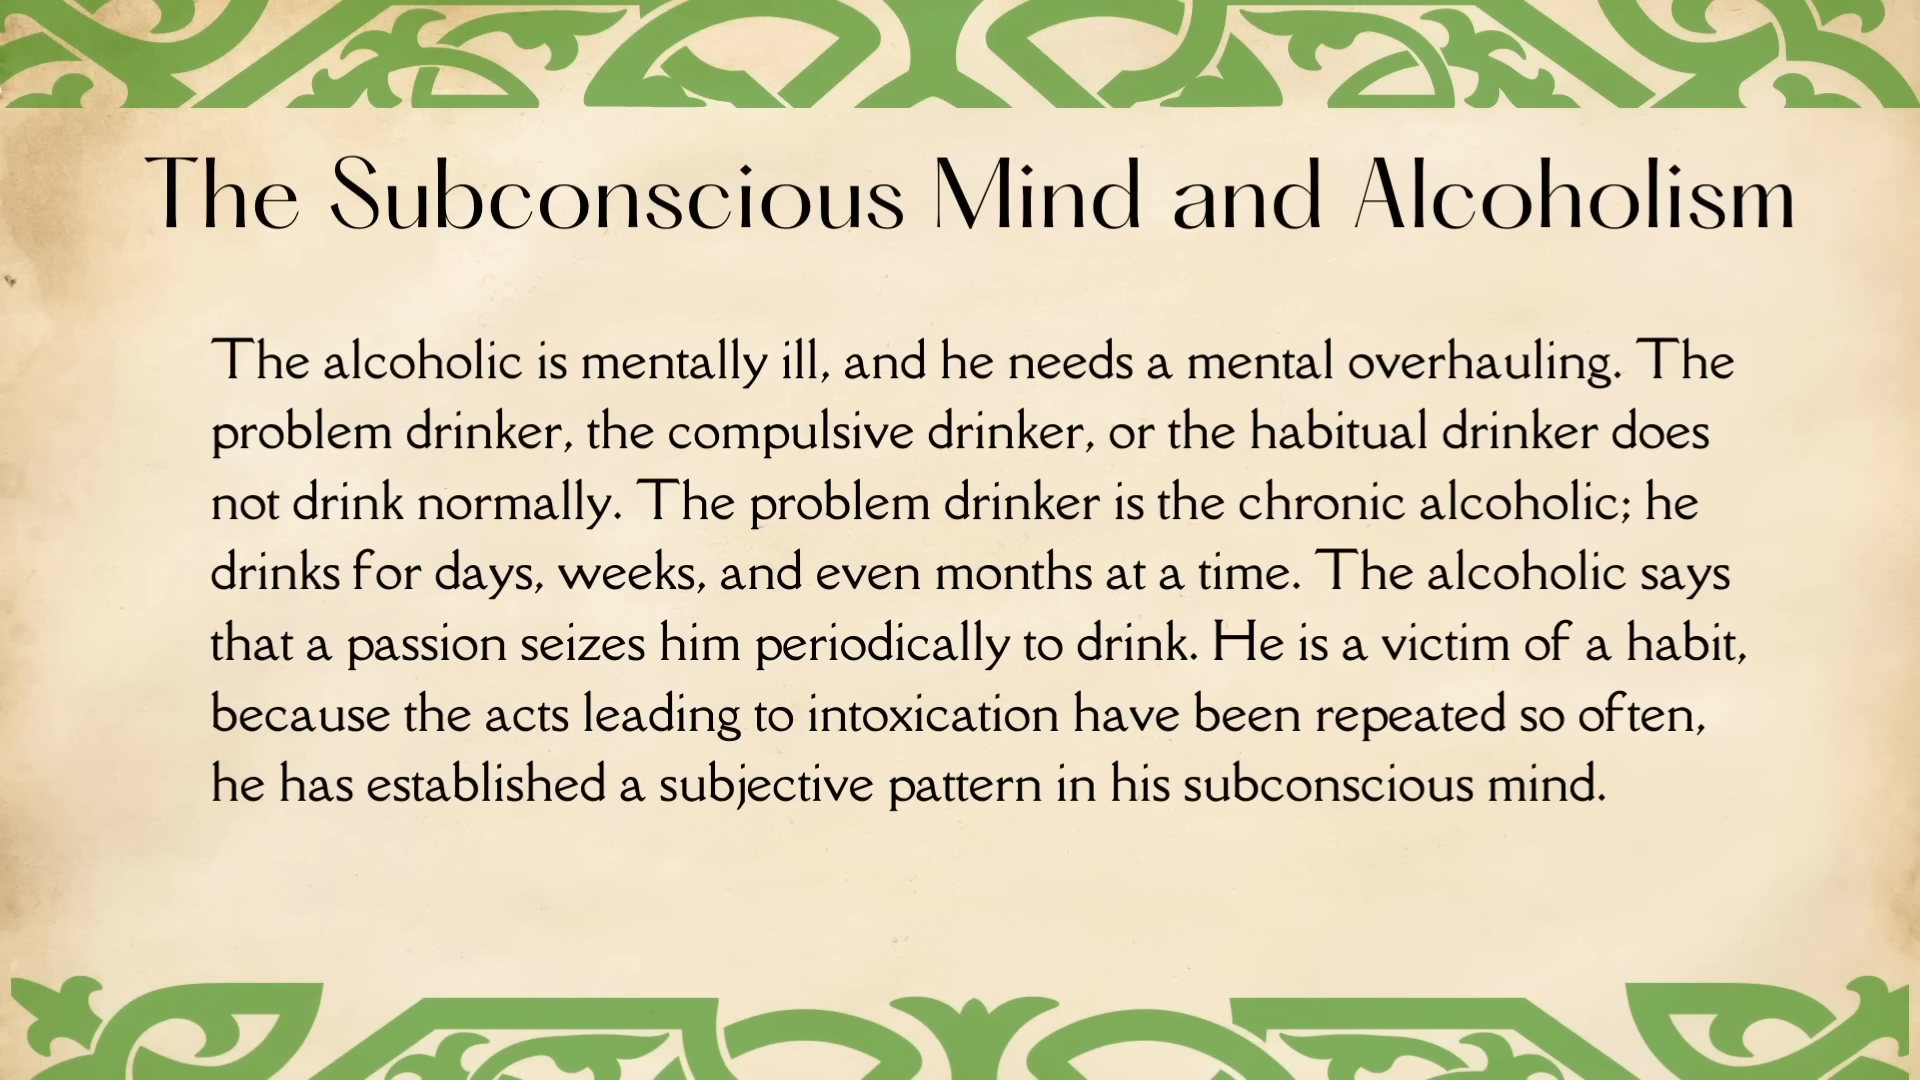 The Subconscious Mind and Alcoholism
The alcoholic is mentally ill, and he needs a mental overhauling. The
problem drinker, the compulsive drinker, or the habitual drinker does
not drink normally. The problem drinker is the chronic alcoholic; he
drinks for days, weeks, and even months at a time. The alcoholic says
that a passion seizes him periodically to drink. He is a victim of a habit,
because the acts leading to intoxication have been repeated so often,
he has established a subjective pattern in his subconscious mind.